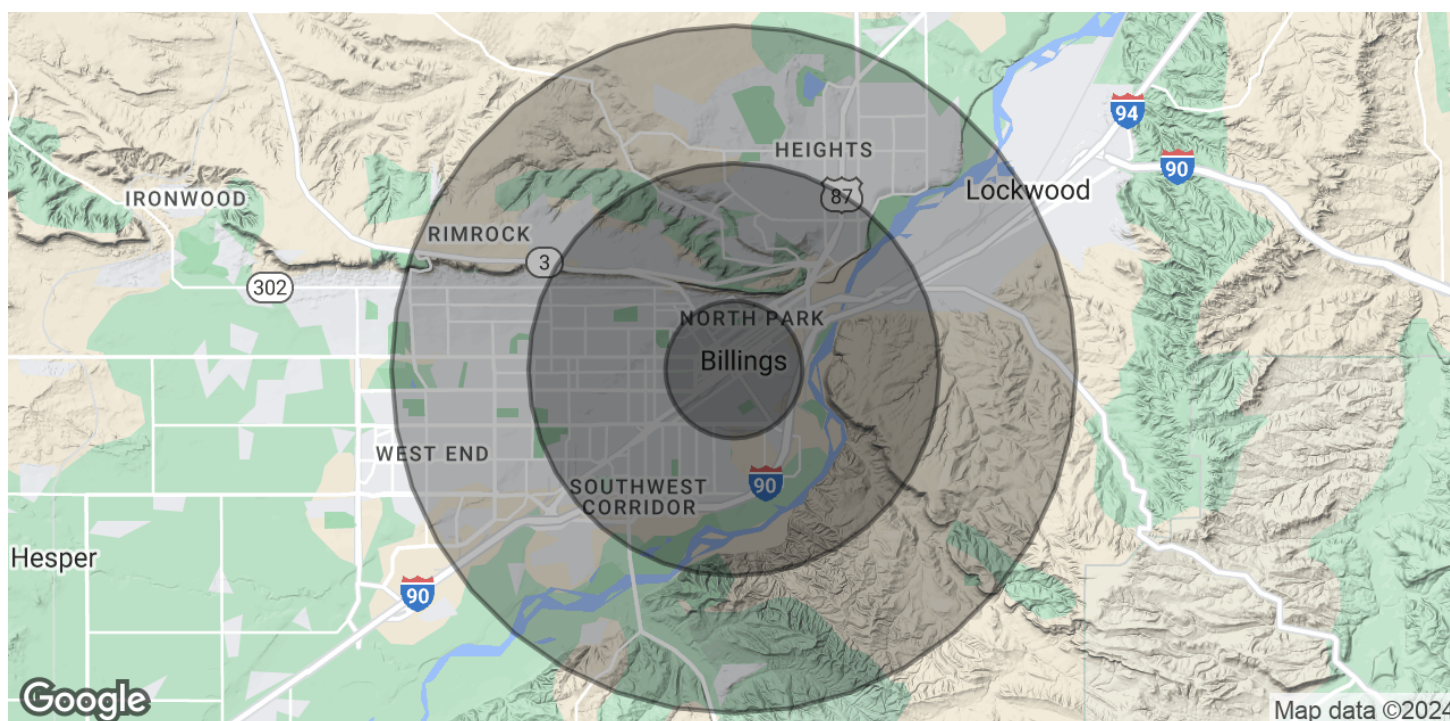 94
HEIGHTS
90
87
Lockwood
IRONWOOD
RIMROCK
3
302
NORTH PARK
Billings
WEST END
90
SOUTHWEST
CORRIDOR
Hesper
90
Google
Map data ©2024